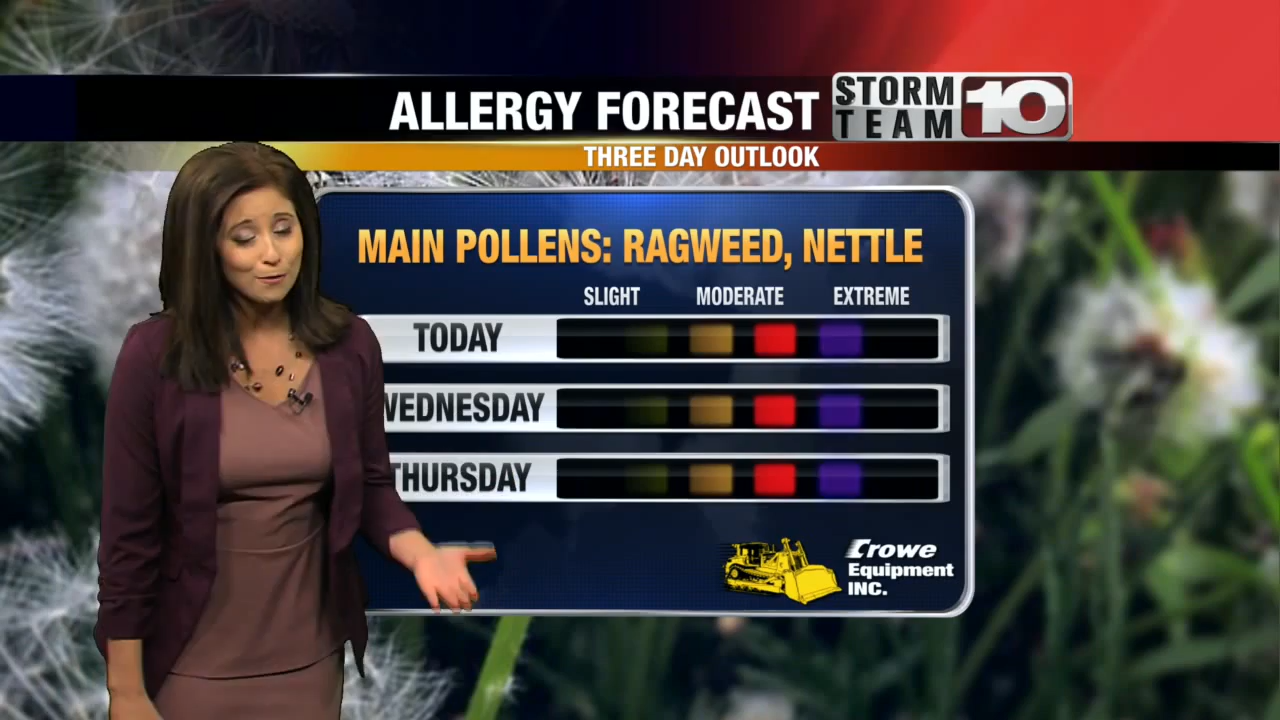 ALLERGY FORECAST
STORM TEAM 10
THREE DAY OUTLOOK
MAIN POLLENS: RAGWEED, NETTLE
SLIGHT MODERATE EXTREME
TODAY
WEDNESDAY
THURSDAY
Crowe
Equipment
INC.